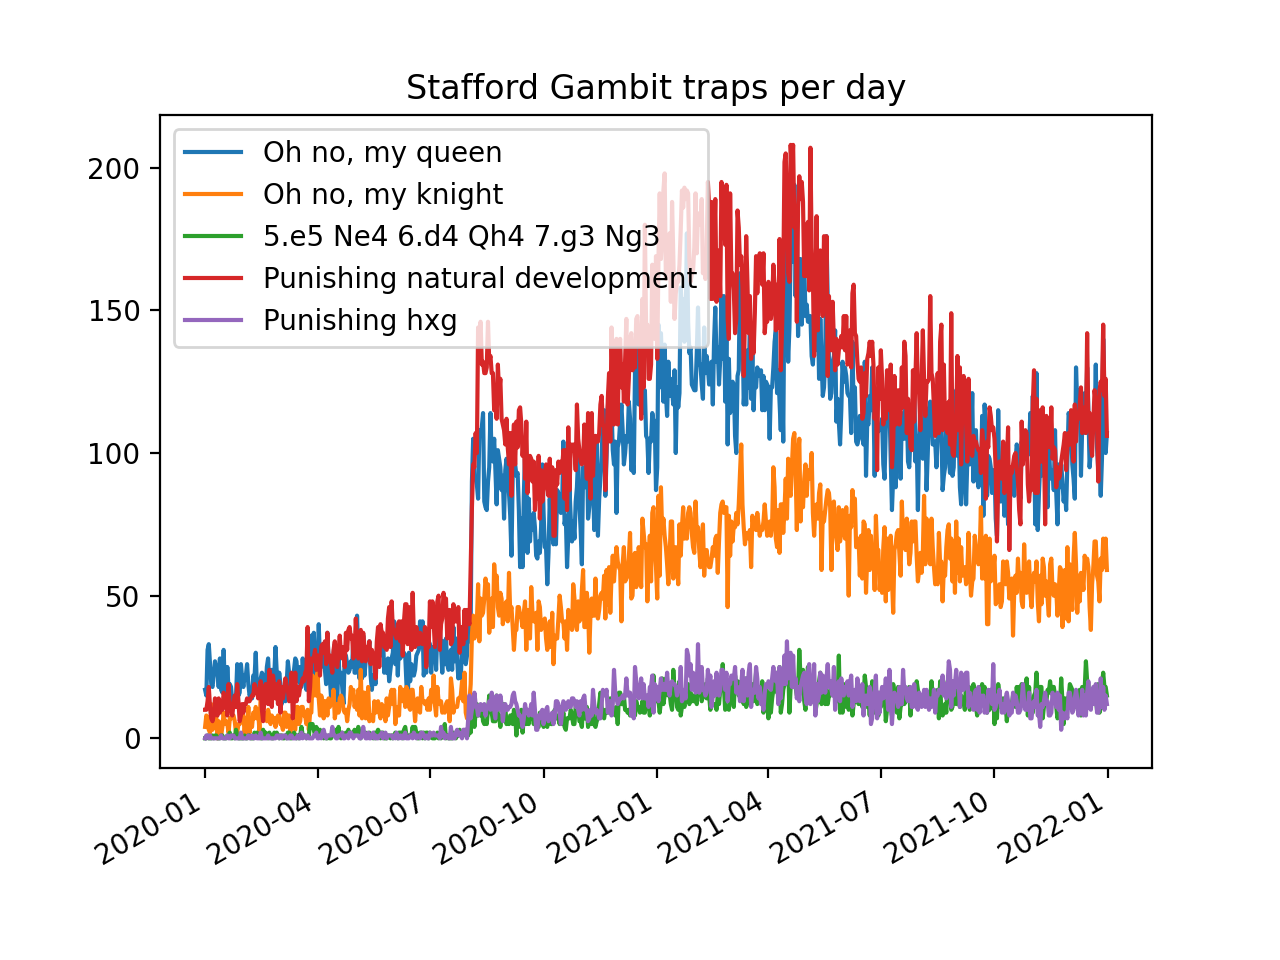 Stafford Gambit traps per day
Oh no, my queen
Oh no, my knight
5.e5 Ne4 6.d4 Qh4 7.g3 Ng3
Punishing natural development
Punishing hxg
200
150
100
50
0
2020-01
2020-04
2020-07
2020-10
2021-01
2021-04
2021-07
2021-10
2022-01